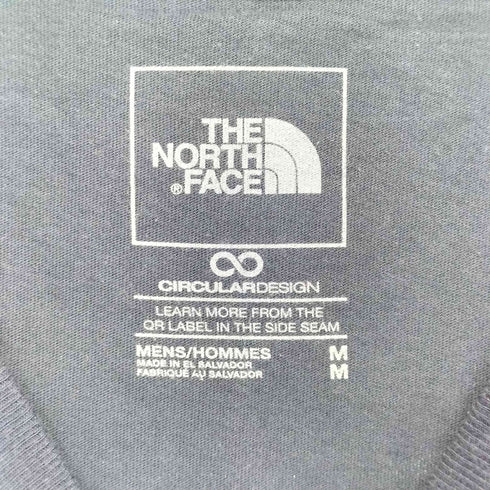 THE
NORTH
®FACE
CIRCULARDESIGN
LEARN MORE FROM THE
QR LABEL IN THE SIDE SEAM
MENS/HOMMES M
MADE IN EL SALVADOR M
FABRIQUÉ AU SALVADOR